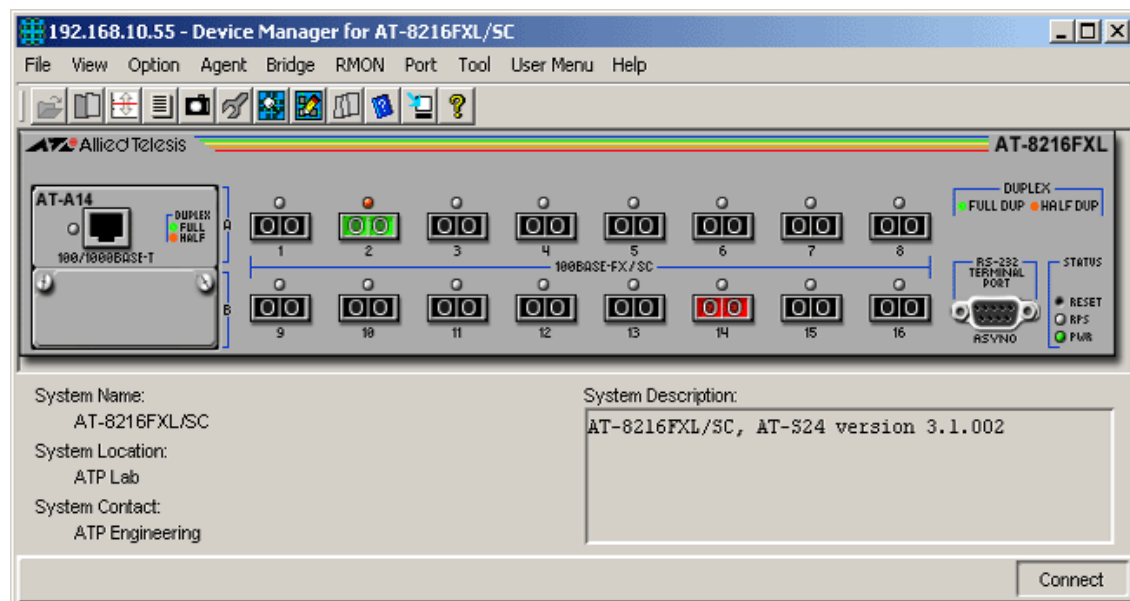 192.168.10.55 - Device Manager for AT-8216FXL/SC
File View Option Agent Bridge RMON Port Tool User Menu Help
Allied Telesis
AT-8216FXL
AT-A14
DUPLEX
FULL
HALF
100/1000BASE-T
A
B
1 2 3 4 5 6 7 8
100BASE-FX/SC
9 10 11 12 13 14 15 16
DUPLEX
FULL DUP HALF DUP
RS-232
TERMINAL
PORT
ASYNO
STATUS
RESET
RPS
PWR
System Name:
AT-8216FXL/SC
System Location:
ATP Lab
System Contact:
ATP Engineering
System Description:
AT-8216FXL/SC, AT-S24 version 3.1.002
Connect